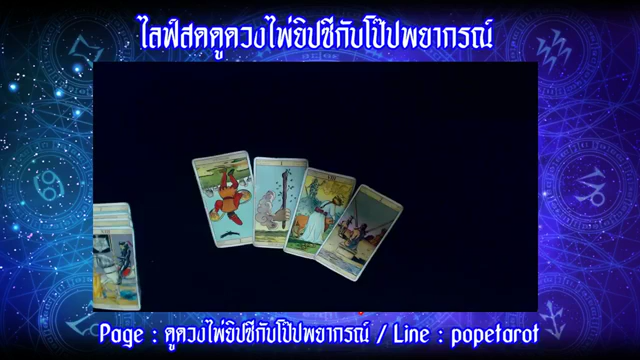 ไลฟ์สดดูดวงไพ่ยิปซีกับโป๊ปพยากรณ์
VIII
Page : ดูดวงไพ่ยิปซีกับโป๊ปพยากรณ์ / Line : popetarot